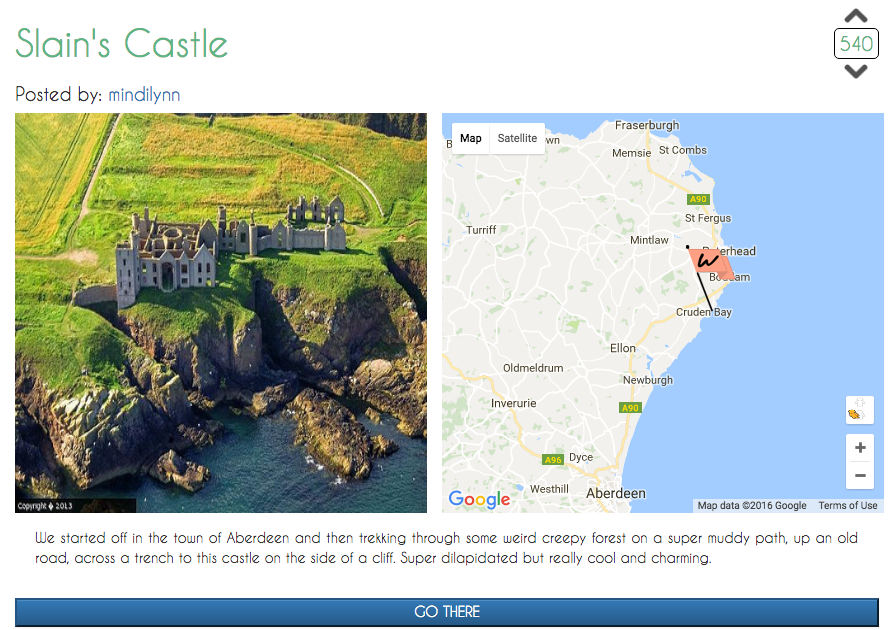 Slain's Castle
540
Posted by: mindilynn
Map Satellite
Fraserburgh
Memsie St Combs
A90
St Fergus
Turriff
Mintlaw
W
Cruden Bay
Ellon
Oldmeldrum
Newburgh
Inverurie
A90
A96 Dyce
Westhill
Aberdeen
Google
Map data ©2016 Google Terms of Use
Copyright � 2013
We started off in the town of Aberdeen and then trekking through some weird creepy forest on a super muddy path, up an old
road, across a trench to this castle on the side of a cliff. Super dilapidated but really cool and charming.
GO THERE